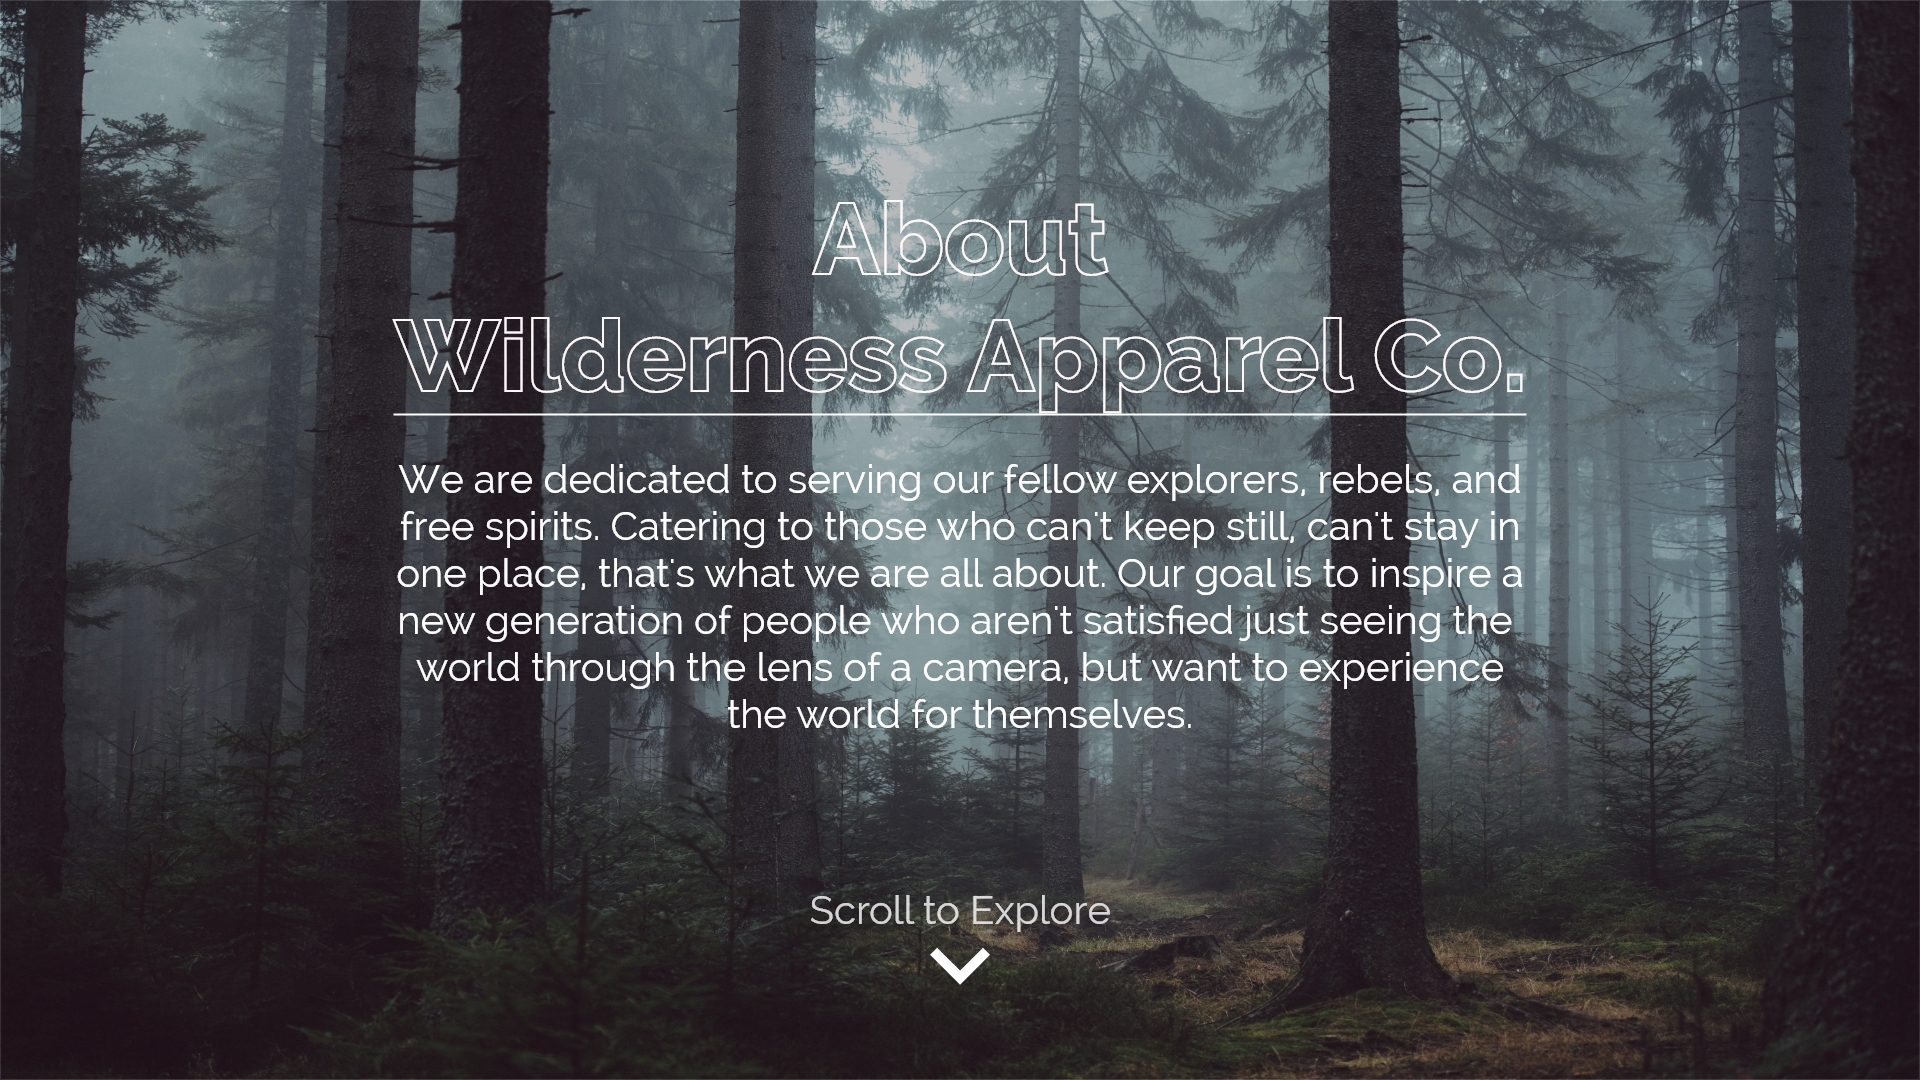 About
Wilderness Apparel Co.
We are dedicated to serving our fellow explorers, rebels, and
free spirits. Catering to those who can't keep still, can't stay in
one place, that's what we are all about. Our goal is to inspire a
new generation of people who aren't satisfied just seeing the
world through the lens of a camera, but want to experience
the world for themselves.
Scroll to Explore